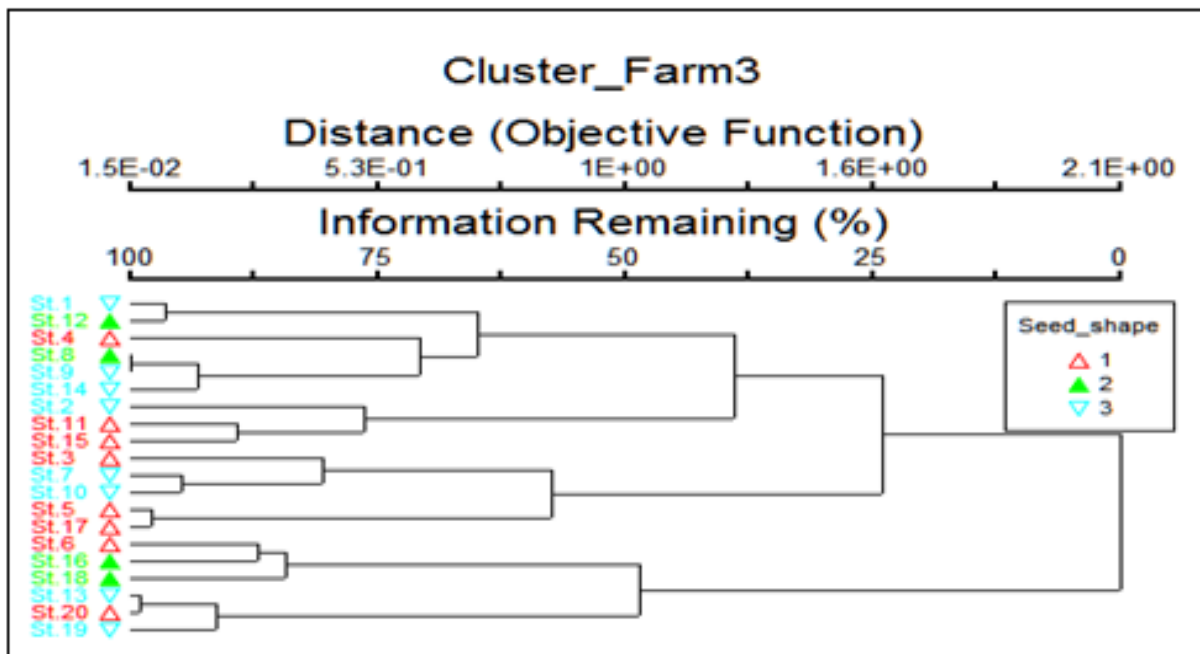 Cluster_Farm3
Distance (Objective Function)
1.5E-02 5.3E-01 1E+00 1.6E+00 2.1E+00
Information Remaining (%)
100 75 50 25 0
St.1
St.12
St.4
St.8
St.9
St.14
St.2
St.11
St.15
St.3
St.7
St.10
St.5
St.17
St.6
St.16
St.18
St.13
St.20
St.19
Seed_shape
1
2
3